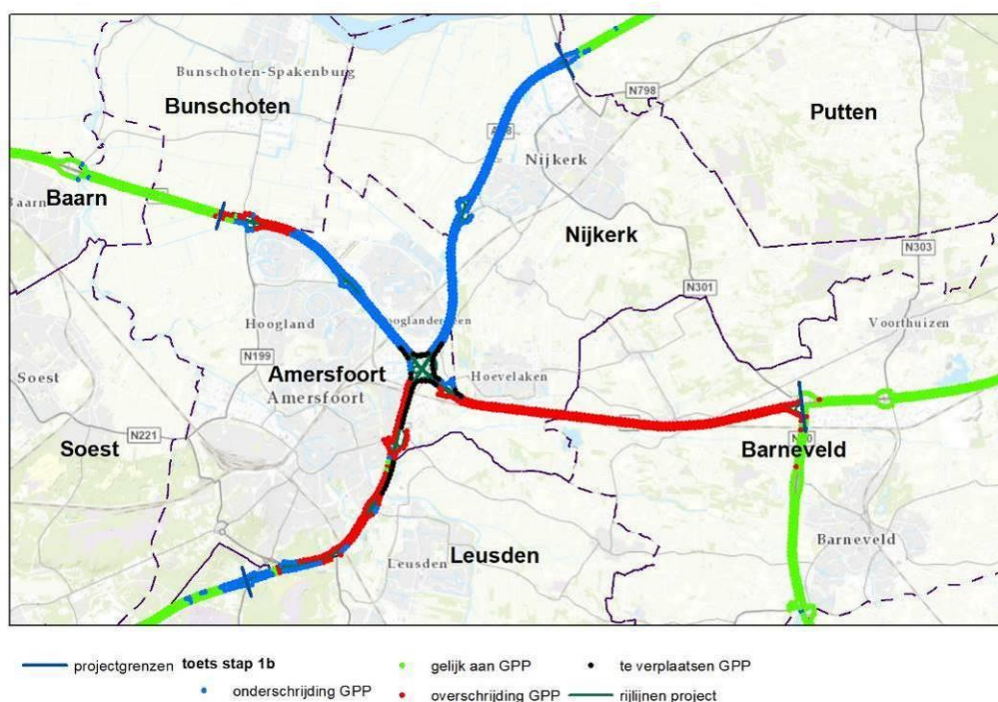 Bunschoten-Spakenburg
Bunschoten
N798
Putten
Nijkerk
Baarn
Baarn
Nijkerk
N303
N301
Voorthuizen
Hoogland
N199
Amersfoort
Hoevelaken
Amersfoort
Soest
N221
Soest
Barneveld
Leusden
Leusden
Barneveld
projectgrenzen toets stap 1b
gelijk aan GPP
te verplaatsen GPP
onderschrijding GPP
overschrijding GPP
rijlijnen project